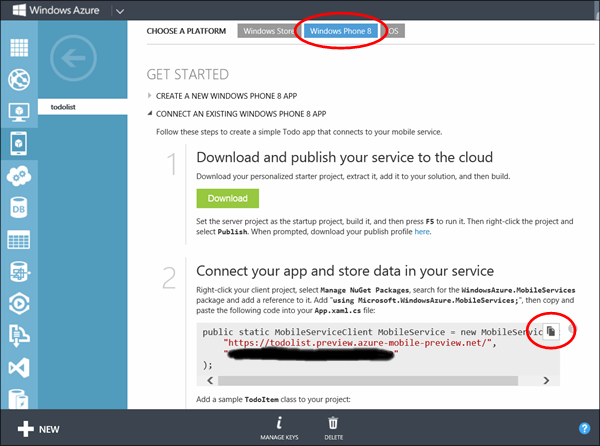 Windows Azure
CHOOSE A PLATFORM Windows Store Windows Phone 8 iOS
todolist
GET STARTED
CREATE A NEW WINDOWS PHONE 8 APP
CONNECT AN EXISTING WINDOWS PHONE 8 APP
Follow these steps to create a simple Todo app that connects to your mobile service.
1
Download and publish your service to the cloud
Download your personalized starter project, extract it, add it to your solution, and then build.
Download
Set the server project as the startup project, build it, and then press F5 to run it. Then right-click the project and
select Publish. When prompted, download your publish profile here.
2
Connect your app and store data in your service
Right-click your client project, select Manage NuGet Packages, search for the WindowsAzure.MobileServices
package and add a reference to it. Add "using Microsoft.WindowsAzure.MobileServices;", then copy and
paste the following code into your App.xaml.cs file:
public static MobileServiceClient MobileService = new MobileServic
"https://todolist.preview.azure-mobile-preview.net/",
" "
);
Add a sample TodoItem class to your project:
DB
NEW
MANAGE KEYS
DELETE
?